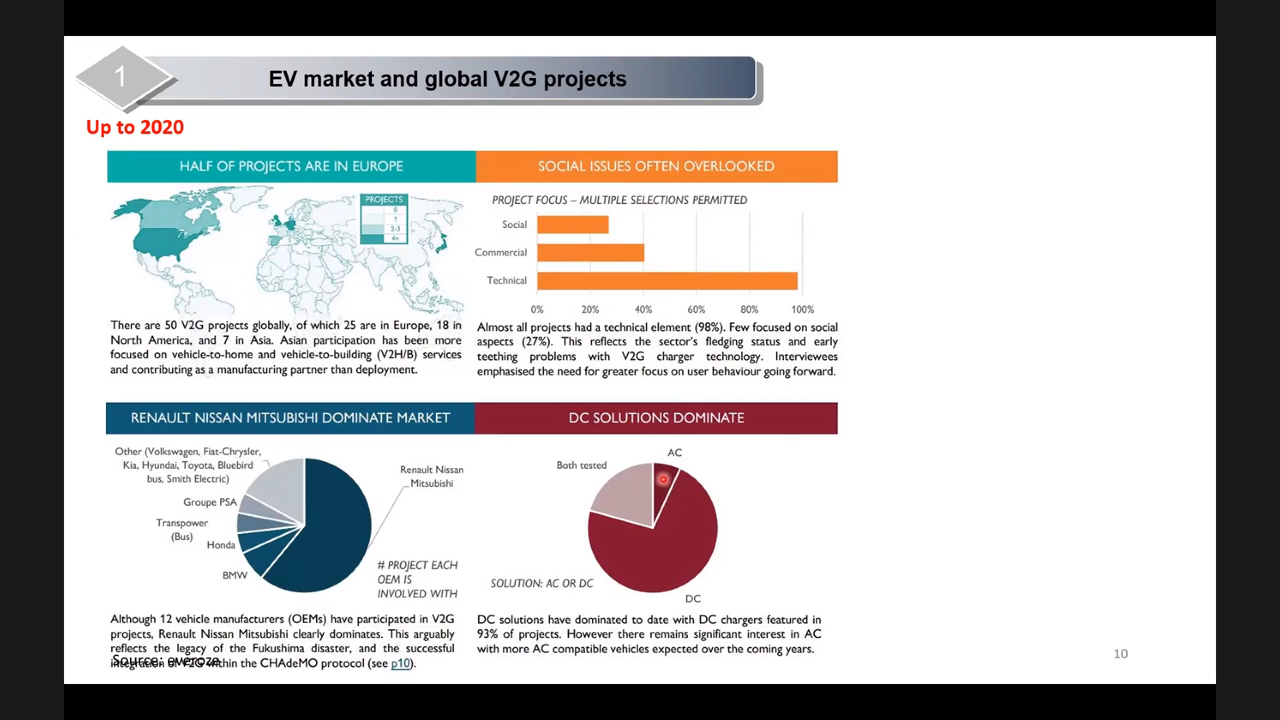 1
EV market and global V2G projects
Up to 2020
HALF OF PROJECTS ARE IN EUROPE
PROJECTS
0
1
2-3
4+
There are 50 V2G projects globally, of which 25 are in Europe, 18 in
North America, and 7 in Asia. Asian participation has been more
focused on vehicle-to-home and vehicle-to-building (V2H/B) services
and contributing as a manufacturing partner than deployment.
SOCIAL ISSUES OFTEN OVERLOOKED
PROJECT FOCUS – MULTIPLE SELECTIONS PERMITTED
Social
Commercial
Technical
0% 20% 40% 60% 80% 100%
Almost all projects had a technical element (98%). Few focused on social
aspects (27%). This reflects the sector's fledging status and early
teething problems with V2G charger technology. Interviewees
emphasised the need for greater focus on user behaviour going forward.
RENAULT NISSAN MITSUBISHI DOMINATE MARKET
Other (Volkswagen, Fiat-Chrysler,
Kia, Hyundai, Toyota, Bluebird
bus, Smith Electric)
Groupe PSA
Transpower
(Bus)
Honda
BMW
Renault Nissan
Mitsubishi
# PROJECT EACH
OEM IS
INVOLVED WITH
Although 12 vehicle manufacturers (OEMs) have participated in V2G
projects, Renault Nissan Mitsubishi clearly dominates. This arguably
reflects the legacy of the Fukushima disaster, and the successful
integration of V2G within the CHAdeMO protocol (see p10).
Source: everoze
DC SOLUTIONS DOMINATE
AC
Both tested
SOLUTION: AC OR DC
DC
DC solutions have dominated to date with DC chargers featured in
93% of projects. However there remains significant interest in AC
with more AC compatible vehicles expected over the coming years.
10